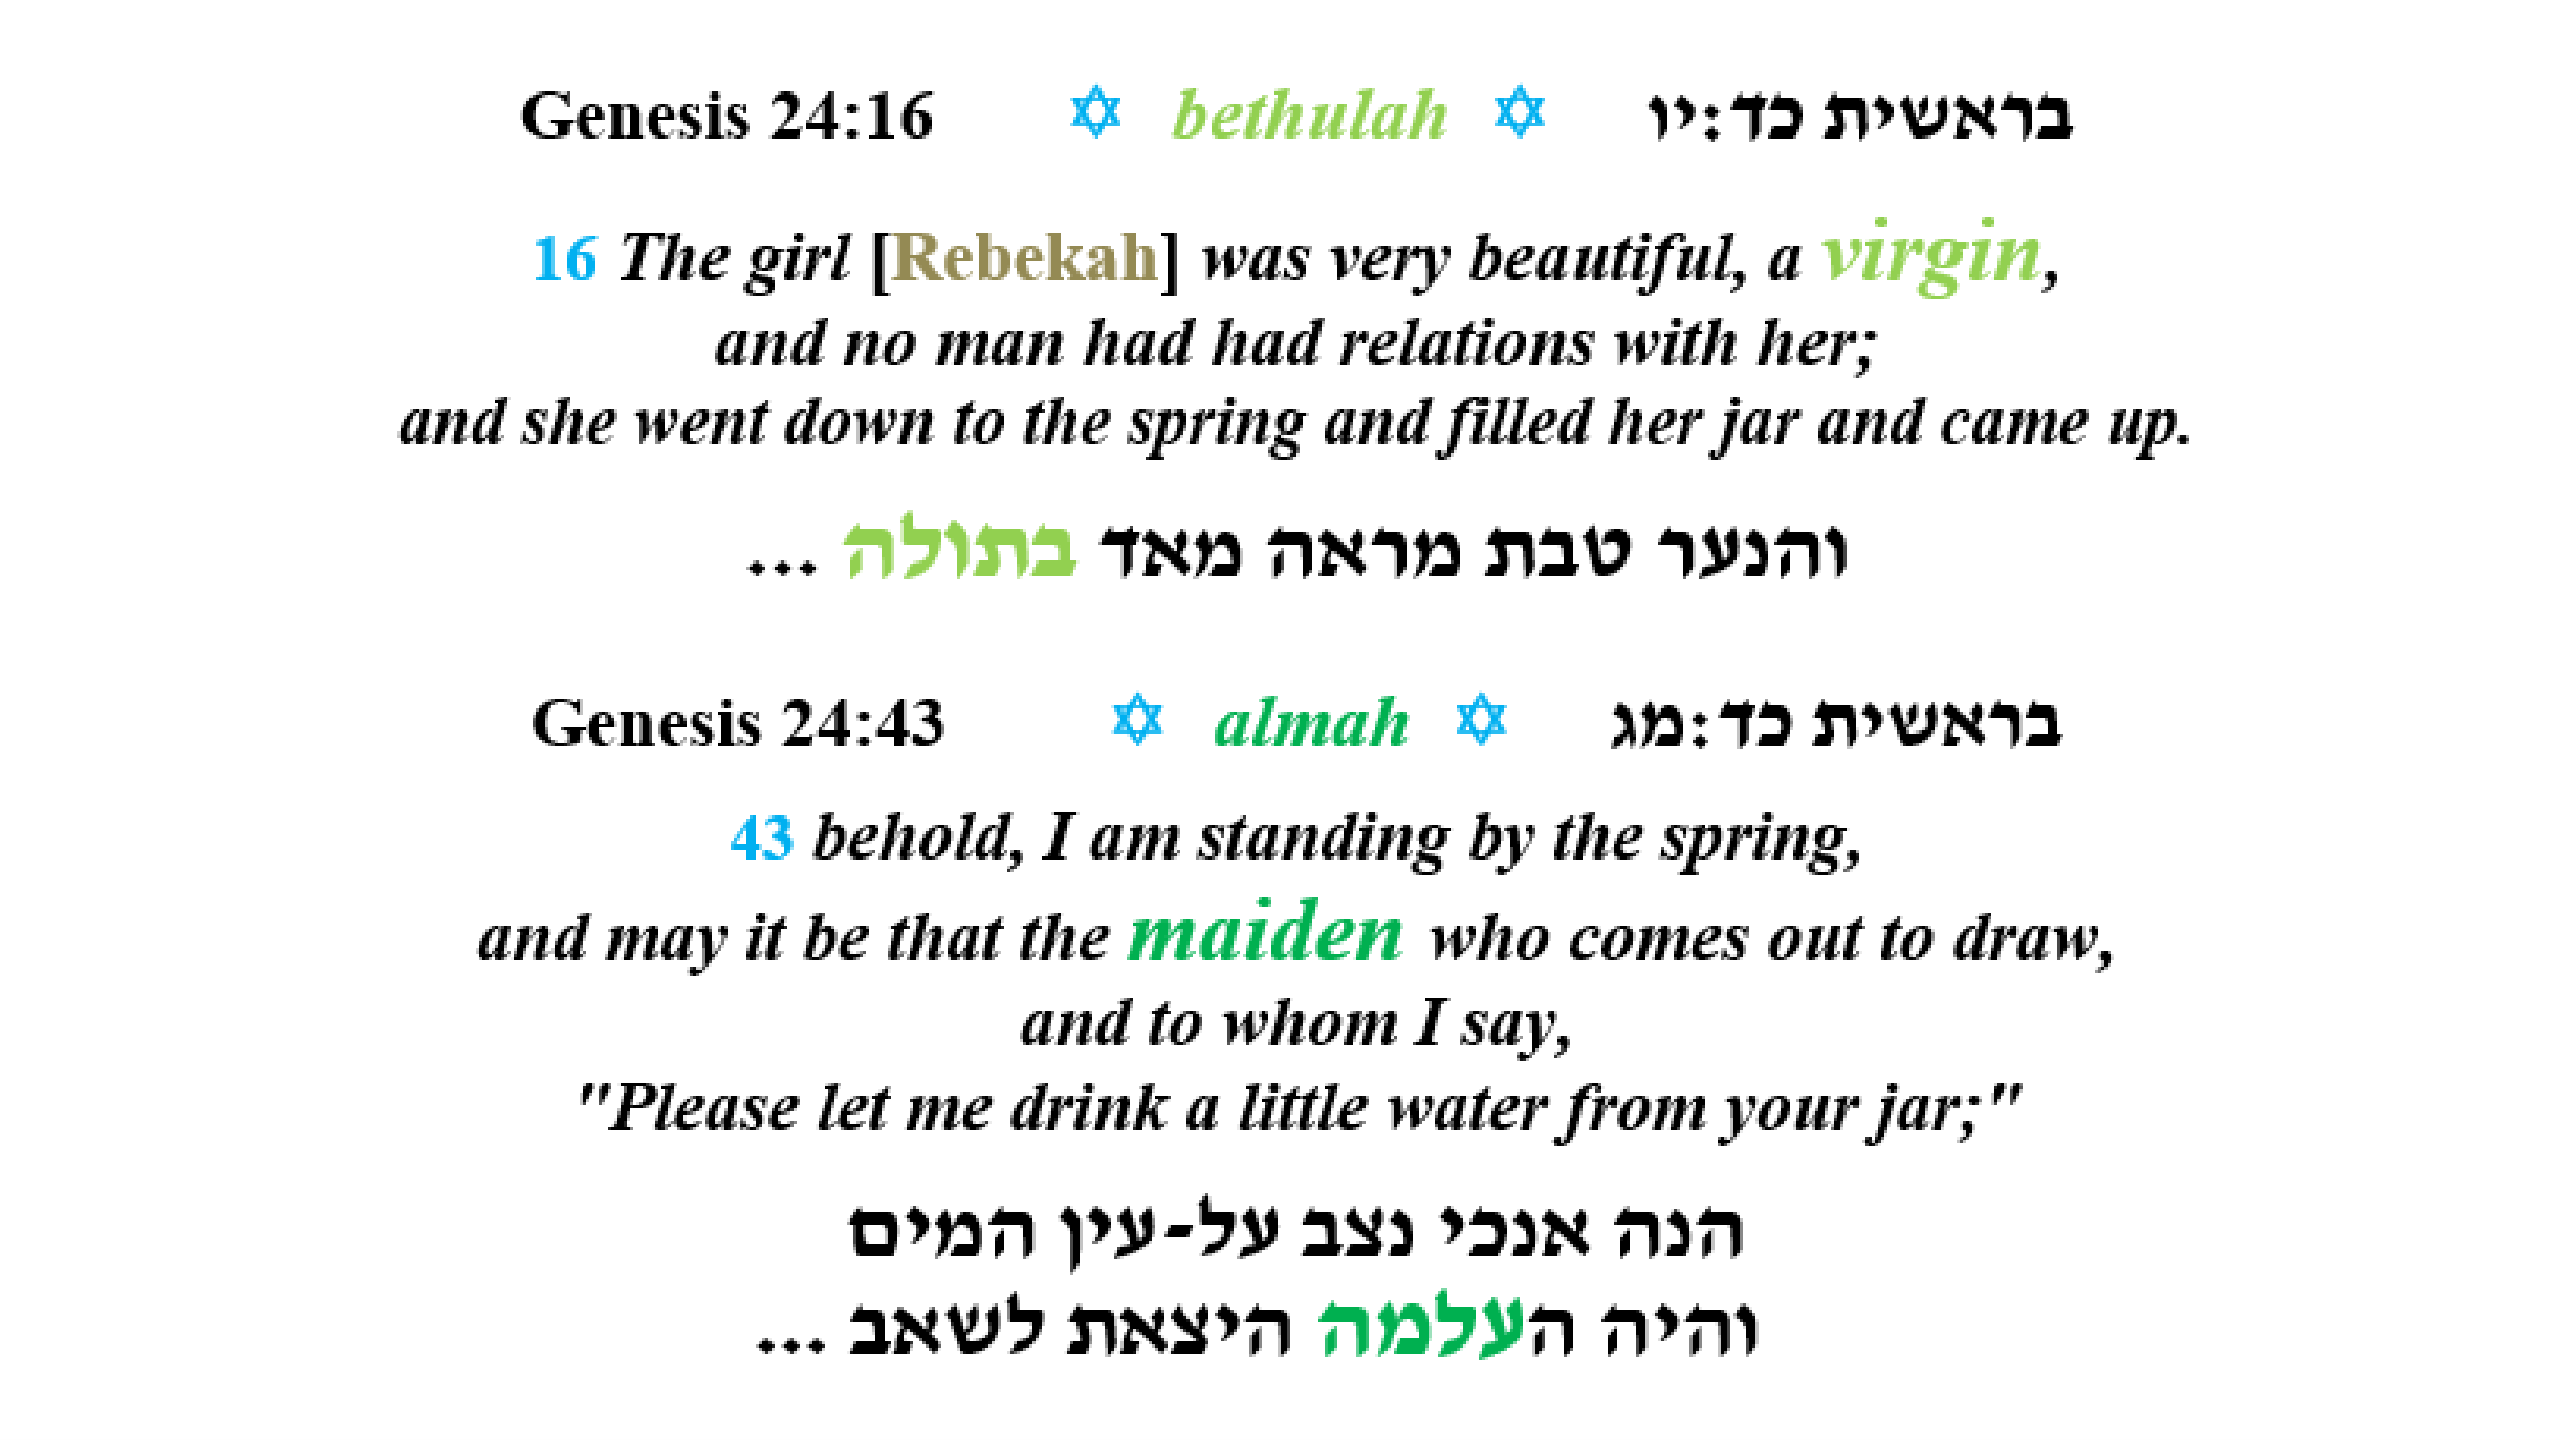 Genesis 24:16 ✡ bethulah ✡ בראשית כד:יו
16 The girl [Rebekah] was very beautiful, a virgin,
and no man had had relations with her;
and she went down to the spring and filled her jar and came up.
והנער טבת מראה מאד בתולה ...
Genesis 24:43 ✡ almah ✡ בראשית כד:מג
43 behold, I am standing by the spring,
and may it be that the maiden who comes out to draw,
and to whom I say,
"Please let me drink a little water from your jar;"
הנה אנכי נצב על-עין המים
והיה העלמה היצאת לשאב ...